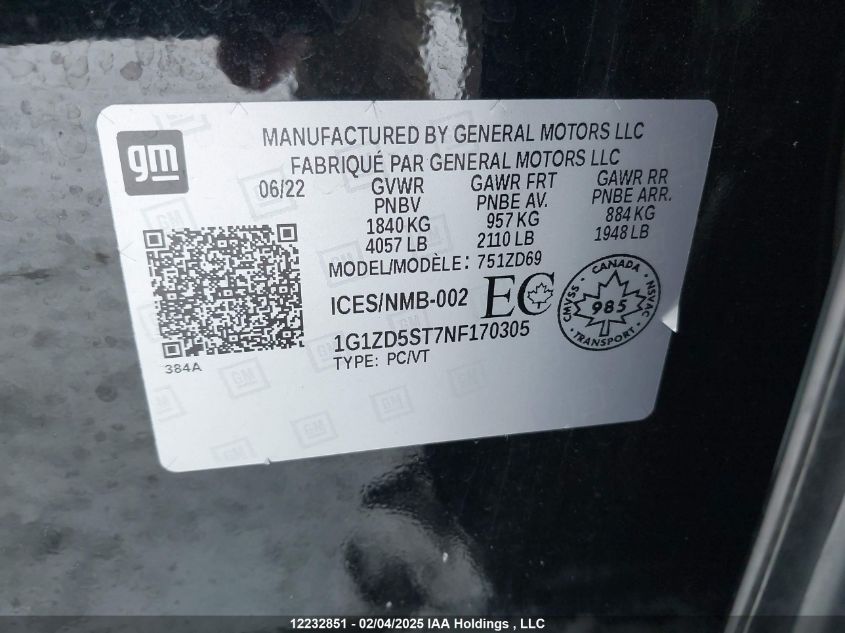 MANUFACTURED BY GENERAL MOTORS LLC
FABRIQUÉ PAR GENERAL MOTORS LLC
gm
06/22
GVWR
PNBV
1840 KG
4057 LB
GAWR FRT
PNBE AV.
957 KG
2110 LB
GAWR RR
PNBE ARR.
884 KG
1948 LB
MODEL/MODÈLE: 751ZD69
ICES/NMB-002
EC
CANADA
CMVSS
985
NSVAC
TRANSPORT
1G1ZD5ST7NF170305
TYPE: PC/VT
384A
12232851 - 02/04/2025 IAA Holdings , LLC